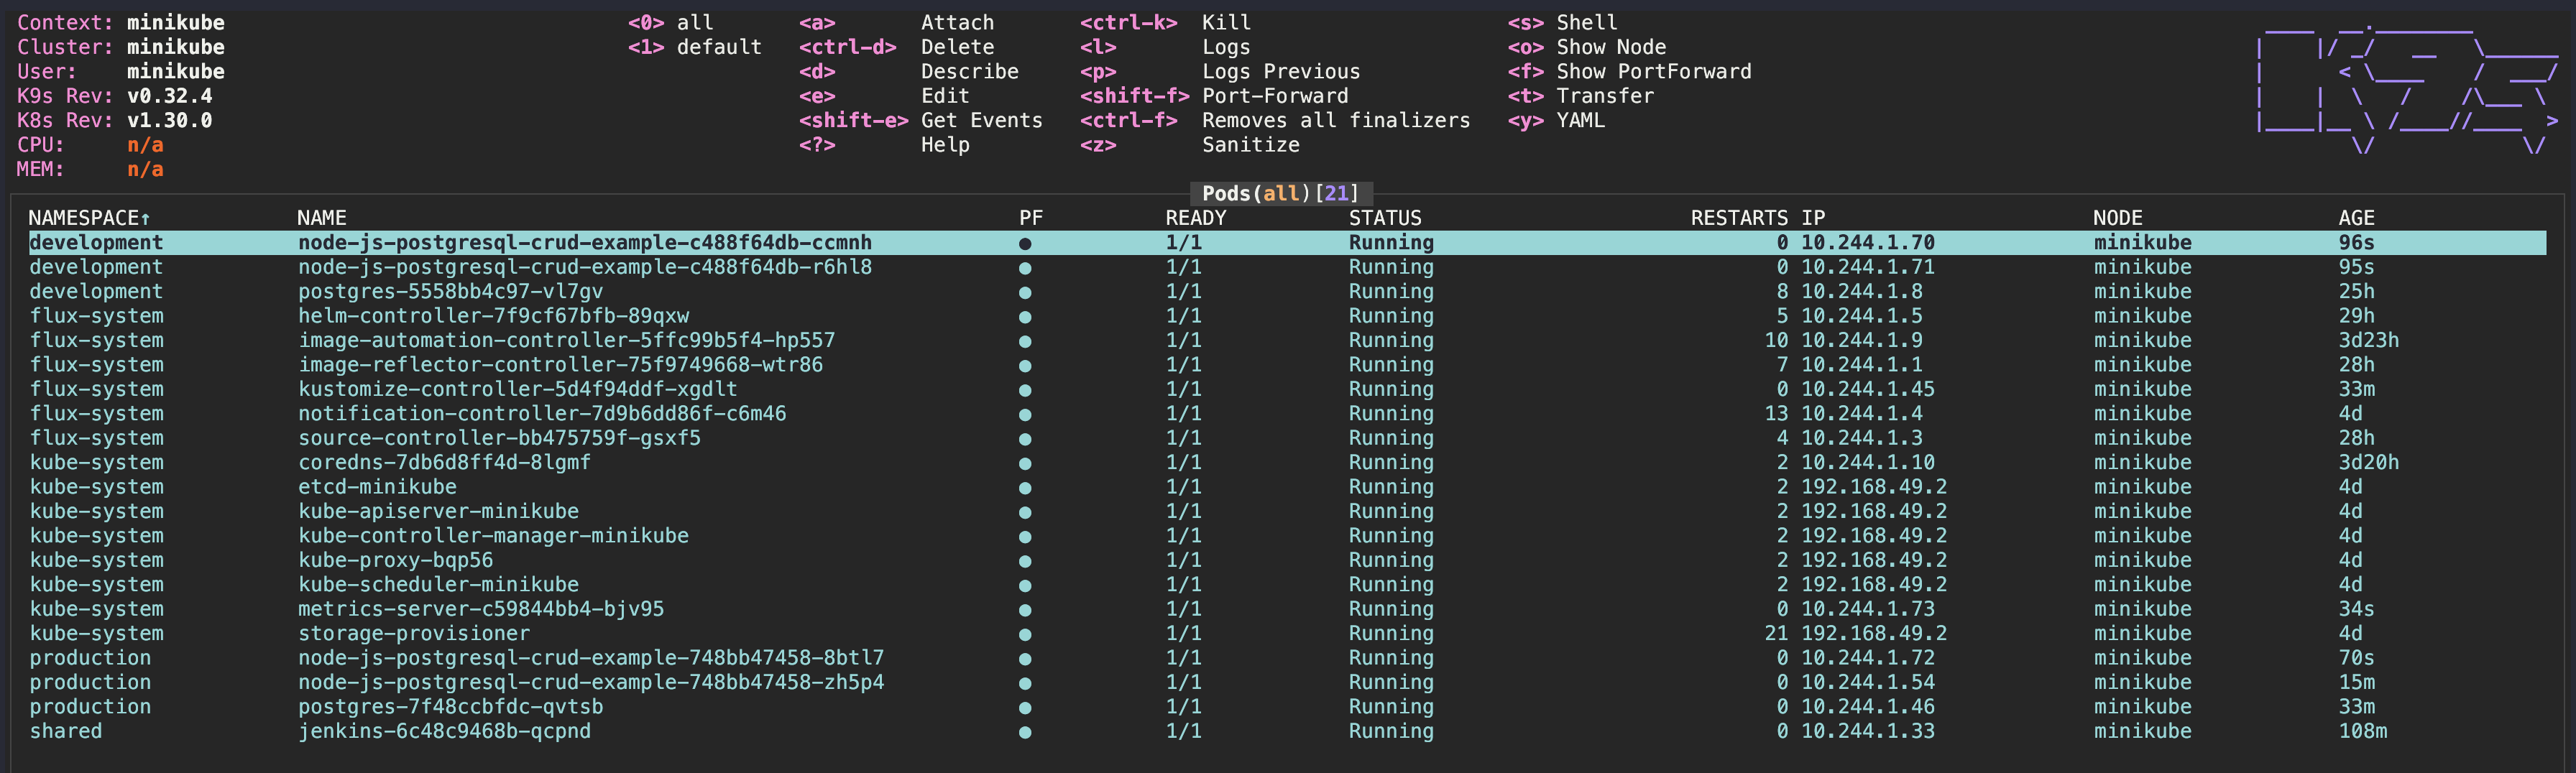 Context: minikube <0> all <a> Attach <ctrl-k> Kill <s> Shell
Cluster: minikube <1> default <ctrl-d> Delete <l> Logs <o> Show Node
User: minikube <d> Describe <p> Logs Previous <f> Show PortForward
K9s Rev: v0.32.4 <e> Edit <shift-f> Port-Forward <t> Transfer
K8s Rev: v1.30.0 <shift-e> Get Events <ctrl-f> Removes all finalizers <y> YAML
CPU: n/a <?> Help <z> Sanitize
MEM: n/a
Pods(all)[21]
NAMESPACE↑ NAME PF READY STATUS RESTARTS IP NODE AGE
development node-js-postgresql-crud-example-c488f64db-ccmnh ● 1/1 Running 0 10.244.1.70 minikube 96s
development node-js-postgresql-crud-example-c488f64db-r6hl8 ● 1/1 Running 0 10.244.1.71 minikube 95s
development postgres-5558bb4c97-vl7gv ● 1/1 Running 8 10.244.1.8 minikube 25h
flux-system helm-controller-7f9cf67bfb-89qxw ● 1/1 Running 5 10.244.1.5 minikube 29h
flux-system image-automation-controller-5ffc99b5f4-hp557 ● 1/1 Running 10 10.244.1.9 minikube 3d23h
flux-system image-reflector-controller-75f9749668-wtr86 ● 1/1 Running 7 10.244.1.1 minikube 28h
flux-system kustomize-controller-5d4f94ddf-xgdlt ● 1/1 Running 0 10.244.1.45 minikube 33m
flux-system notification-controller-7d9b6dd86f-c6m46 ● 1/1 Running 13 10.244.1.4 minikube 4d
flux-system source-controller-bb475759f-gsxf5 ● 1/1 Running 4 10.244.1.3 minikube 28h
kube-system coredns-7db6d8ff4d-8lgmf ● 1/1 Running 2 10.244.1.10 minikube 3d20h
kube-system etcd-minikube ● 1/1 Running 2 192.168.49.2 minikube 4d
kube-system kube-apiserver-minikube ● 1/1 Running 2 192.168.49.2 minikube 4d
kube-system kube-controller-manager-minikube ● 1/1 Running 2 192.168.49.2 minikube 4d
kube-system kube-proxy-bqp56 ● 1/1 Running 2 192.168.49.2 minikube 4d
kube-system kube-scheduler-minikube ● 1/1 Running 2 192.168.49.2 minikube 4d
kube-system metrics-server-c59844bb4-bjv95 ● 1/1 Running 0 10.244.1.73 minikube 34s
kube-system storage-provisioner ● 1/1 Running 21 192.168.49.2 minikube 4d
production node-js-postgresql-crud-example-748bb47458-8btl7 ● 1/1 Running 0 10.244.1.72 minikube 70s
production node-js-postgresql-crud-example-748bb47458-zh5p4 ● 1/1 Running 0 10.244.1.54 minikube 15m
production postgres-7f48ccbfdc-qvtsb ● 1/1 Running 0 10.244.1.46 minikube 33m
shared jenkins-6c48c9468b-qcpnd ● 1/1 Running 0 10.244.1.33 minikube 108m